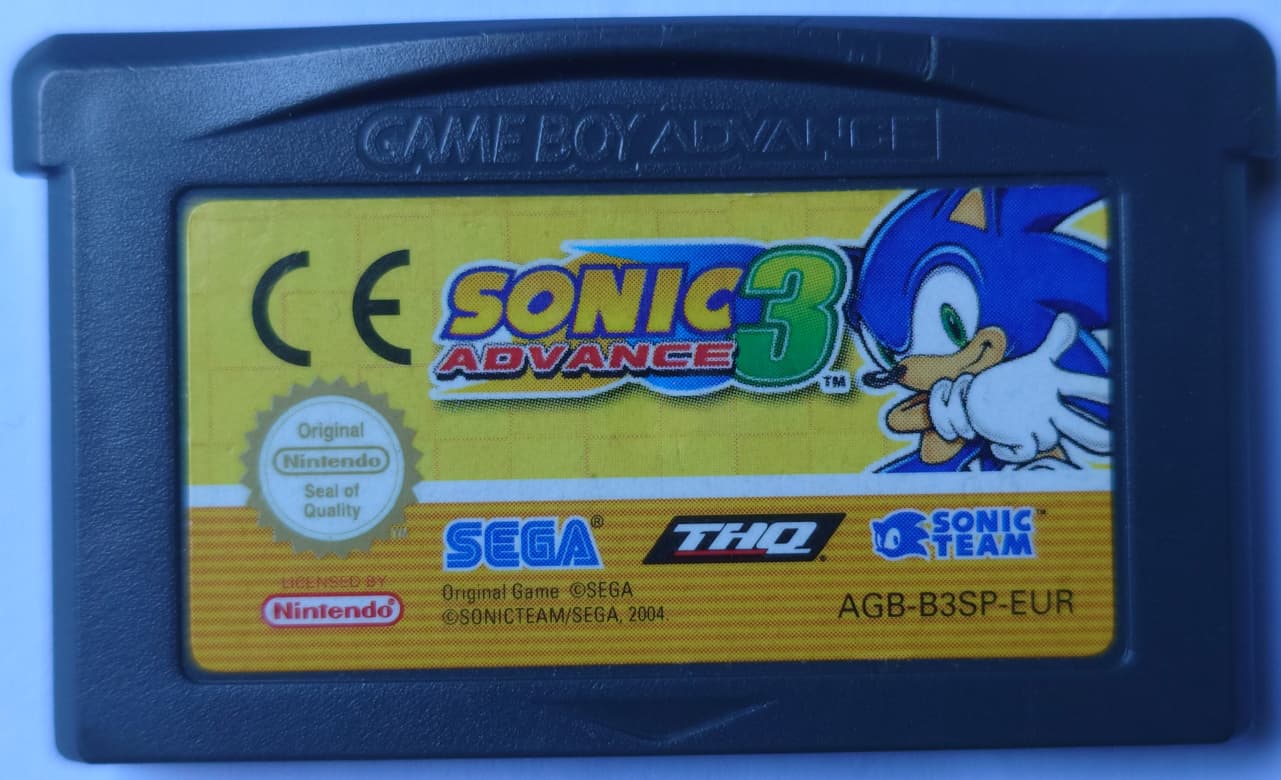 GAME BOY ADVANCE
CE
SONIC
ADVANCE 3
TM
Original
Nintendo
Seal of
Quality
TM
SEGA®
THQ®
SONIC
TEAM™
LICENSED BY
Nintendo®
Original Game ©SEGA
©SONICTEAM/SEGA, 2004.
AGB-B3SP-EUR